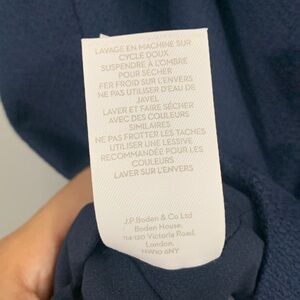 LAVAGE EN MACHINE SUR
CYCLE DOUX
SUSPENDRE À L'OMBRE
POUR SÉCHER
FER FROID SUR L'ENVERS
NE PAS UTILISER D'EAU DE
JAVEL
LAVER ET FAIRE SÉCHER
AVEC DES COULEURS
SIMILAIRES
NE PAS FROTTER LES TACHES
UTILISER UNE LESSIVE
RECOMMANDÉE POUR LES
COULEURS
LAVER SUR L'ENVERS
J.P.Boden & Co Ltd
Boden House,
Victoria Road,
London,
6NY